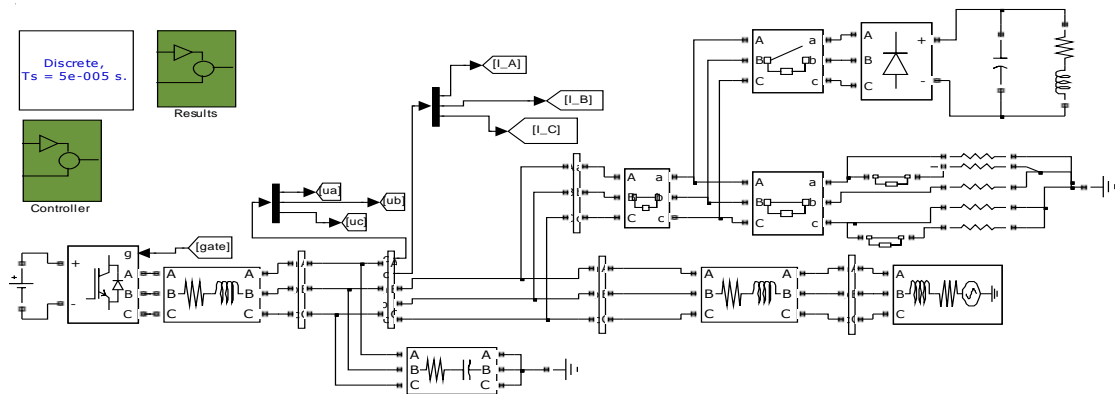 Discrete,
Ts = 5e-005 s.
Results
Controller
[I_A]
[I_B]
[I_C]
[ua]
[ub]
[uc]
[gate]
g
+
-
A
B
C
A
B
C
A
B
C
A
B
C
A
B
C
a
b
c
A
B
C
a
b
c
A
B
C
+
-
A
B
C
a
b
c
A
B
C
A
B
C
A
B
C
+